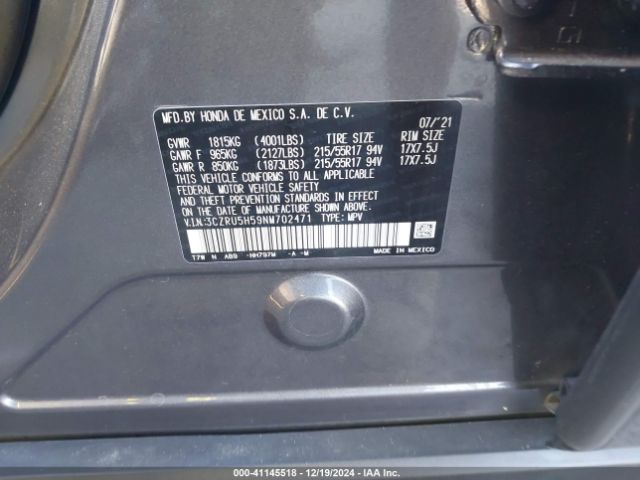 MFD.BY HONDA DE MEXICO S.A. DE C.V.
07/'21
GVWR 1815KG (4001LBS) TIRE SIZE RIM SIZE
GAWR F 965KG (2127LBS) 215/55R17 94V 17X7.5J
GAWR R 850KG (1873LBS) 215/55R17 94V 17X7.5J
THIS VEHICLE CONFORMS TO ALL APPLICABLE
FEDERAL MOTOR VEHICLE SAFETY
AND THEFT PREVENTION STANDARDS IN EFFECT
ON THE DATE OF MANUFACTURE SHOWN ABOVE.
V.I.N.:3CZRU5H59NM702471 TYPE: MPV
T7W N ABS -NH797M -A -M
MADE IN MEXICO
000-41145518 - 12/19/2024 - IAA Inc.